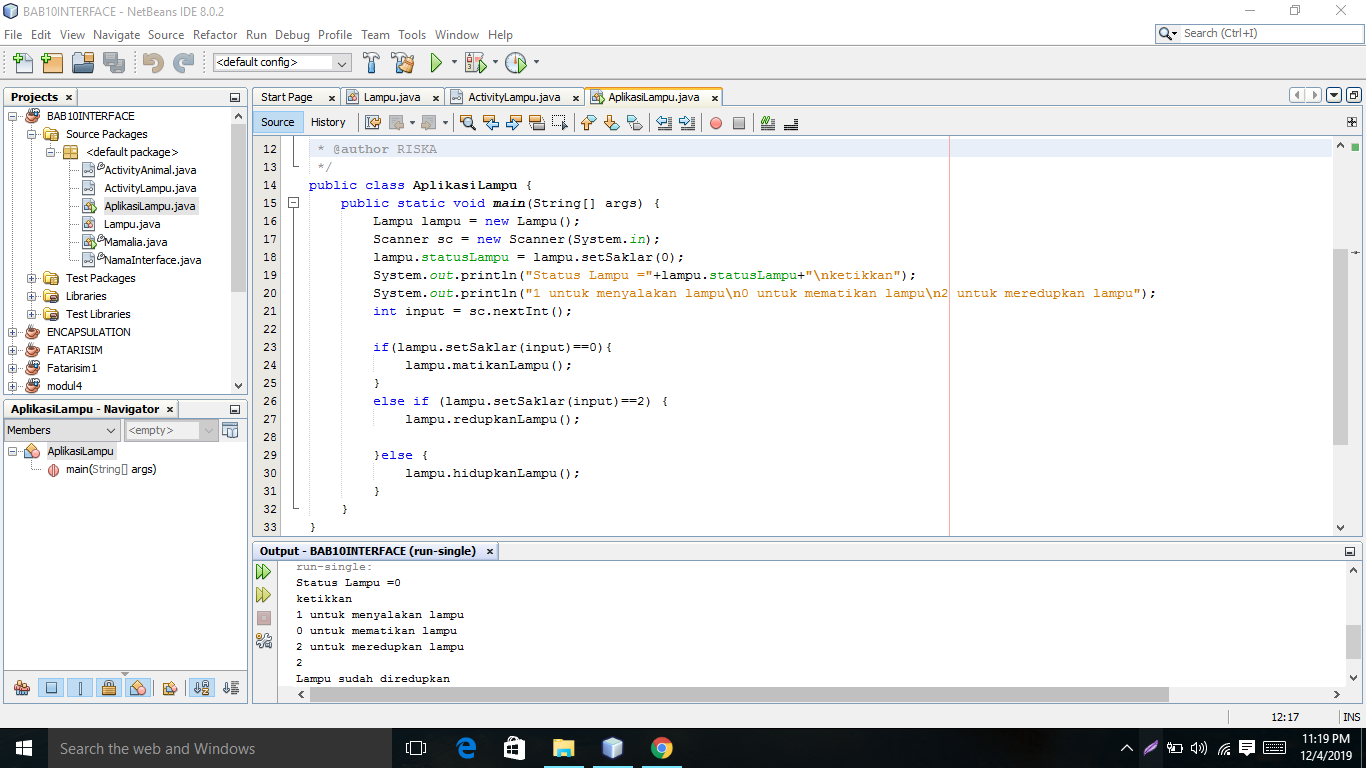 BAB10INTERFACE - NetBeans IDE 8.0.2
File Edit View Navigate Source Refactor Run Debug Profile Team Tools Window Help
Search (Ctrl+I)
<default config>
Projects
BAB10INTERFACE
Source Packages
<default package>
ActivityAnimal.java
ActivityLampu.java
AplikasiLampu.java
Lampu.java
Mamalia.java
NamaInterface.java
Test Packages
Libraries
Test Libraries
ENCAPSULATION
FATARISIM
Fatarisim1
modul4
AplikasiLampu - Navigator
Members <empty>
AplikasiLampu
main(String[] args)
Start Page Lampu.java ActivityLampu.java AplikasiLampu.java
Source History
12 * @author RISKA
13 */
14 public class AplikasiLampu {
15 public static void main(String[] args) {
16 Lampu lampu = new Lampu();
17 Scanner sc = new Scanner(System.in);
18 lampu.statusLampu = lampu.setSaklar(0);
19 System.out.println("Status Lampu ="+lampu.statusLampu+"\nketikkan");
20 System.out.println("1 untuk menyalakan lampu\n0 untuk mematikan lampu\n2 untuk meredupkan lampu");
21 int input = sc.nextInt();
22
23 if(lampu.setSaklar(input)==0){
24 lampu.matikanLampu();
25 }
26 else if (lampu.setSaklar(input)==2) {
27 lampu.redupkanLampu();
28
29 }else {
30 lampu.hidupkanLampu();
31 }
32 }
33 }
Output - BAB10INTERFACE (run-single)
run-single:
Status Lampu =0
ketikkan
1 untuk menyalakan lampu
0 untuk mematikan lampu
2 untuk meredupkan lampu
2
Lampu sudah diredupkan
12:17 INS
Search the web and Windows
11:19 PM
12/4/2019